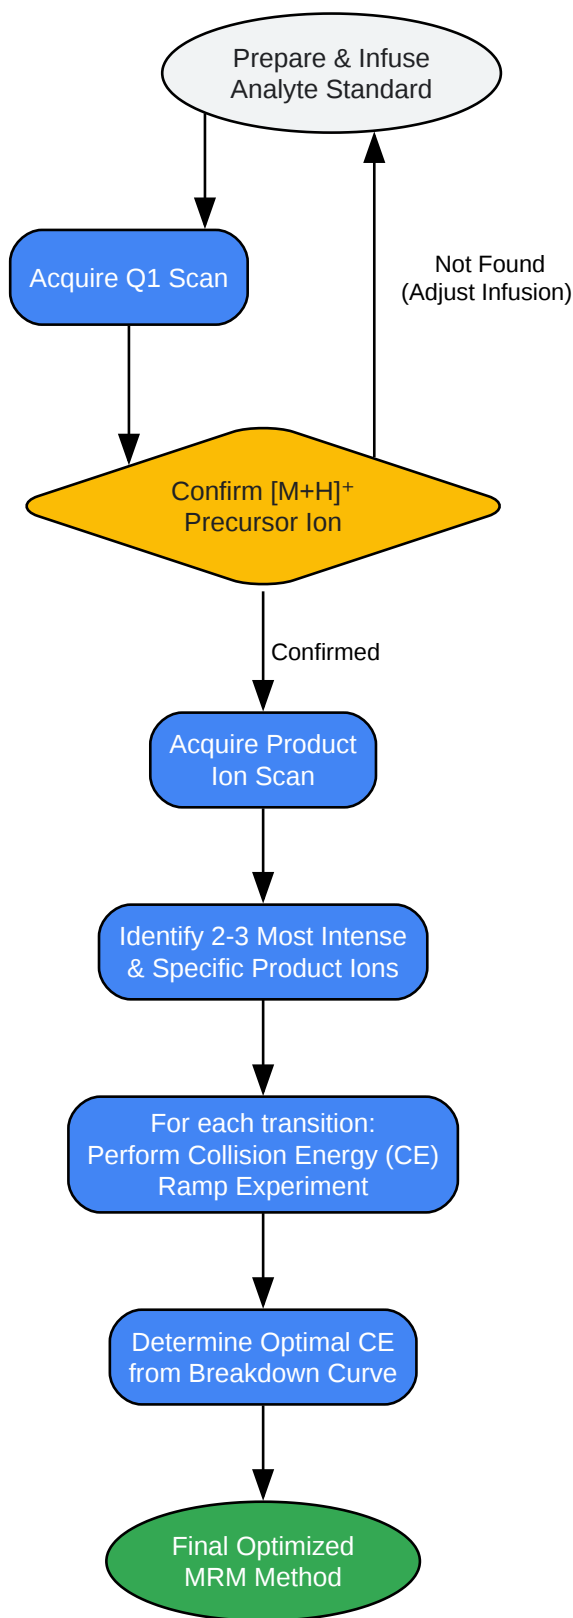 Prepare & Infuse
Analyte Standard
Acquire Q1 Scan
Not Found
(Adjust Infusion)
Confirm [M+H]⁺
Precursor Ion
Confirmed
Acquire Product
Ion Scan
Identify 2-3 Most Intense
& Specific Product Ions
For each transition:
Perform Collision Energy (CE)
Ramp Experiment
Determine Optimal CE
from Breakdown Curve
Final Optimized
MRM Method